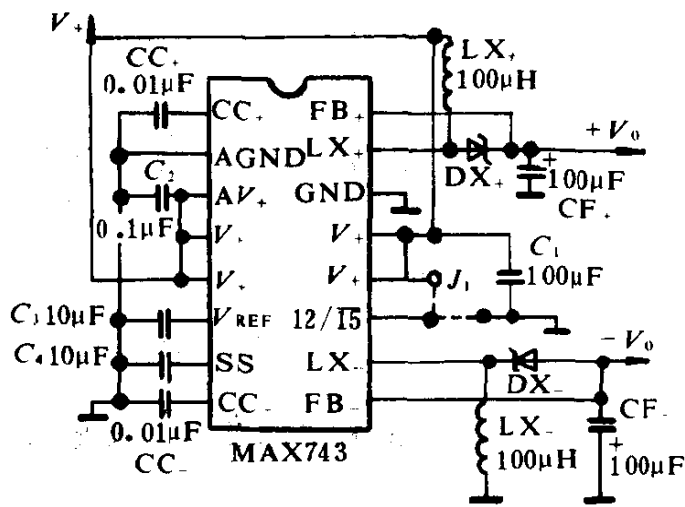 V₊
CC₊
0.01μF
LX₊
100μH
CC₊
FB₊
AGND
LX₊
+V₀
DX₊
100μF
CF₊
C₂
0.1μF
AV₊
GND
V₊
V₊
V₊
V₊
J₁
C₁
100μF
C₃ 10μF
VREF
12/1̅5̅
C₄ 10μF
SS
LX₋
−V₀
DX₋
CC₋
FB₋
0.01μF
CC₋
MAX743
LX₋
100μH
CF₋
+
100μF
+